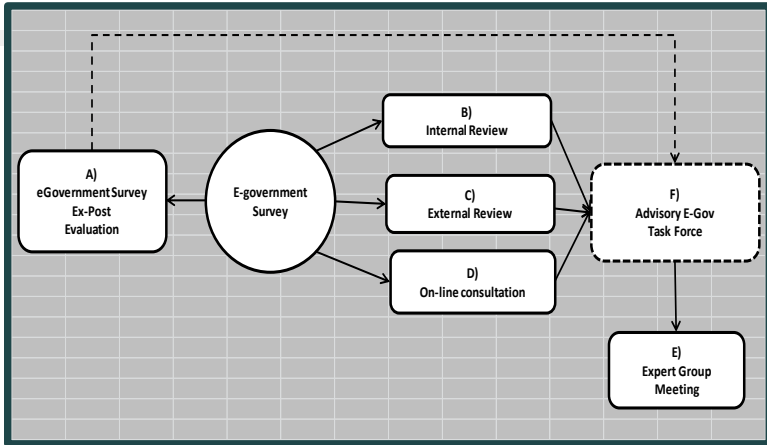 A)
eGovernment Survey
Ex-Post
Evaluation
E-government
Survey
B)
Internal Review
C)
External Review
D)
On-line consultation
F)
Advisory E-Gov
Task Force
E)
Expert Group
Meeting